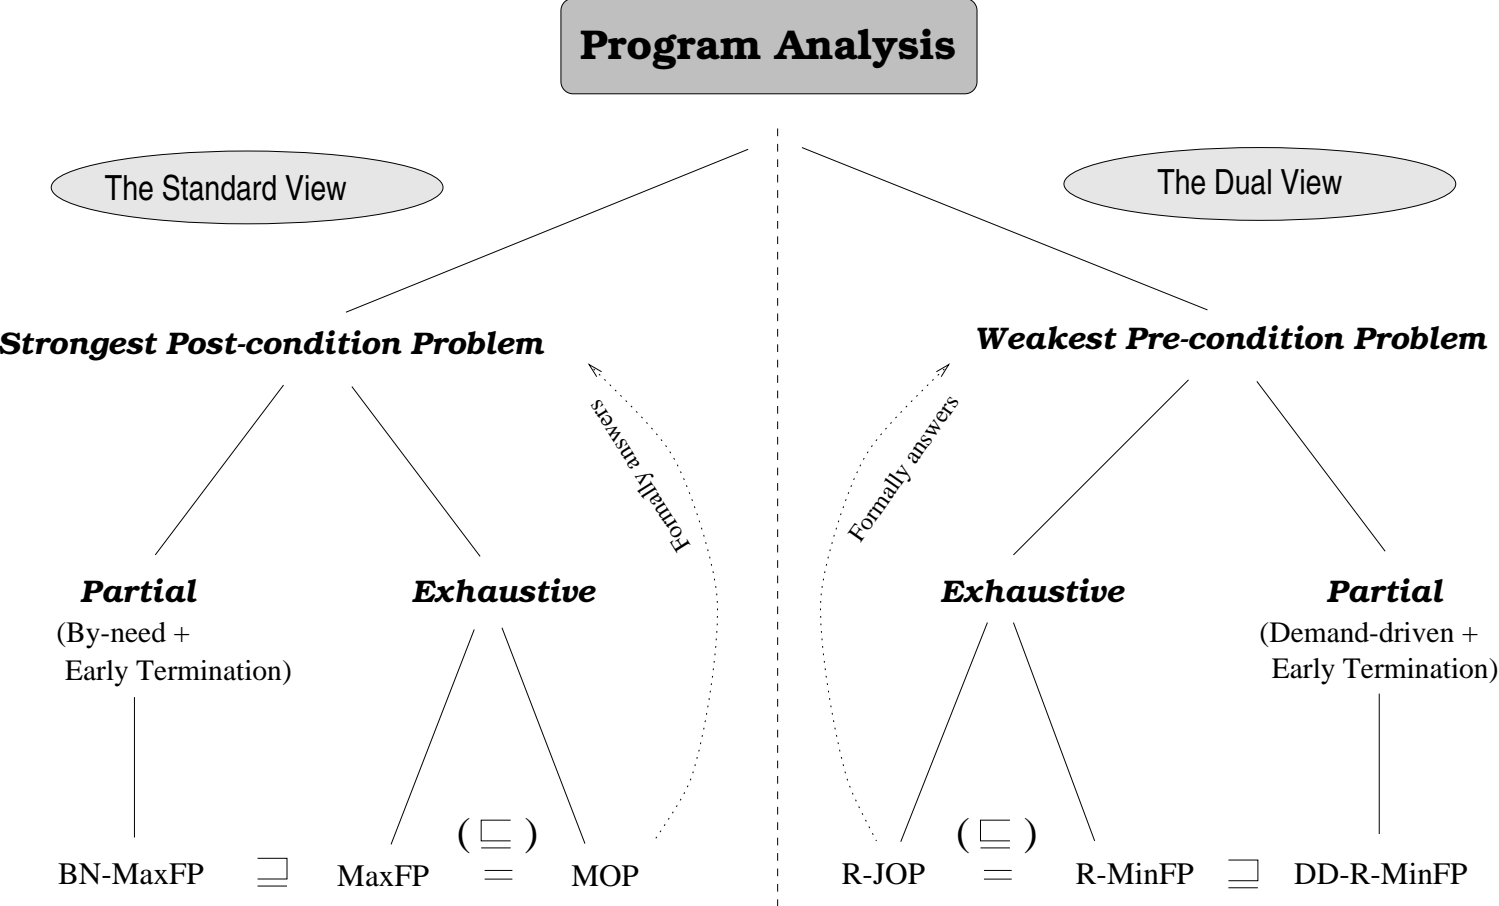 Program Analysis
The Standard View
The Dual View
Strongest Post-condition Problem
Weakest Pre-condition Problem
Formally answers
Formally answers
Partial
(By-need +
Early Termination)
Exhaustive
Exhaustive
Partial
(Demand-driven +
Early Termination)
BN-MaxFP ⊒ MaxFP (⊑) = MOP
R-JOP (⊑) = R-MinFP ⊒ DD-R-MinFP